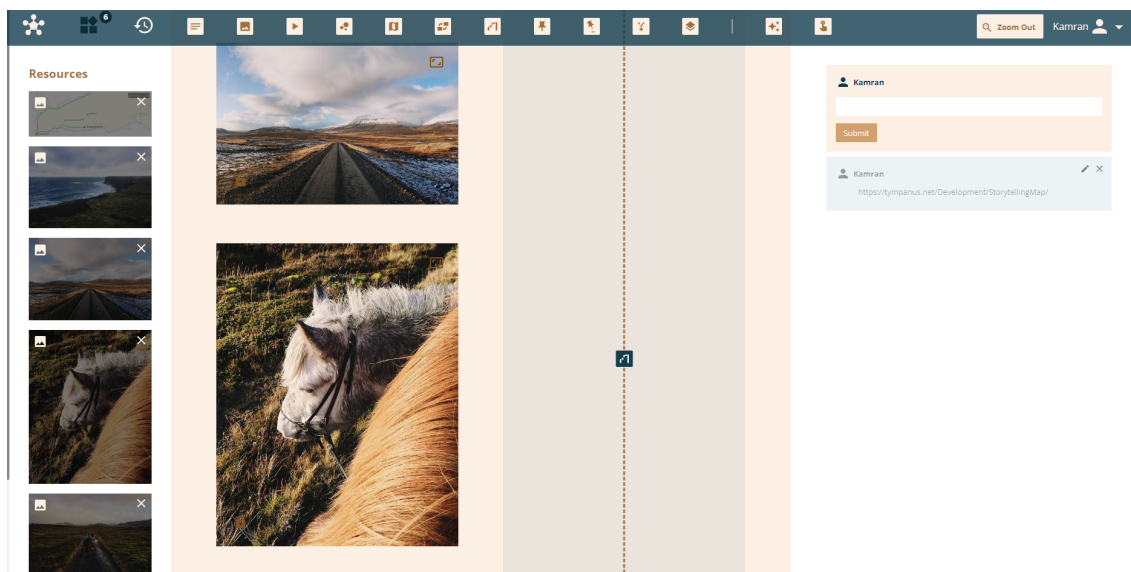 6
Zoom Out
Kamran
Resources
Kamran
Submit
Kamran
https://tympanus.net/Development/StorytellingMap/